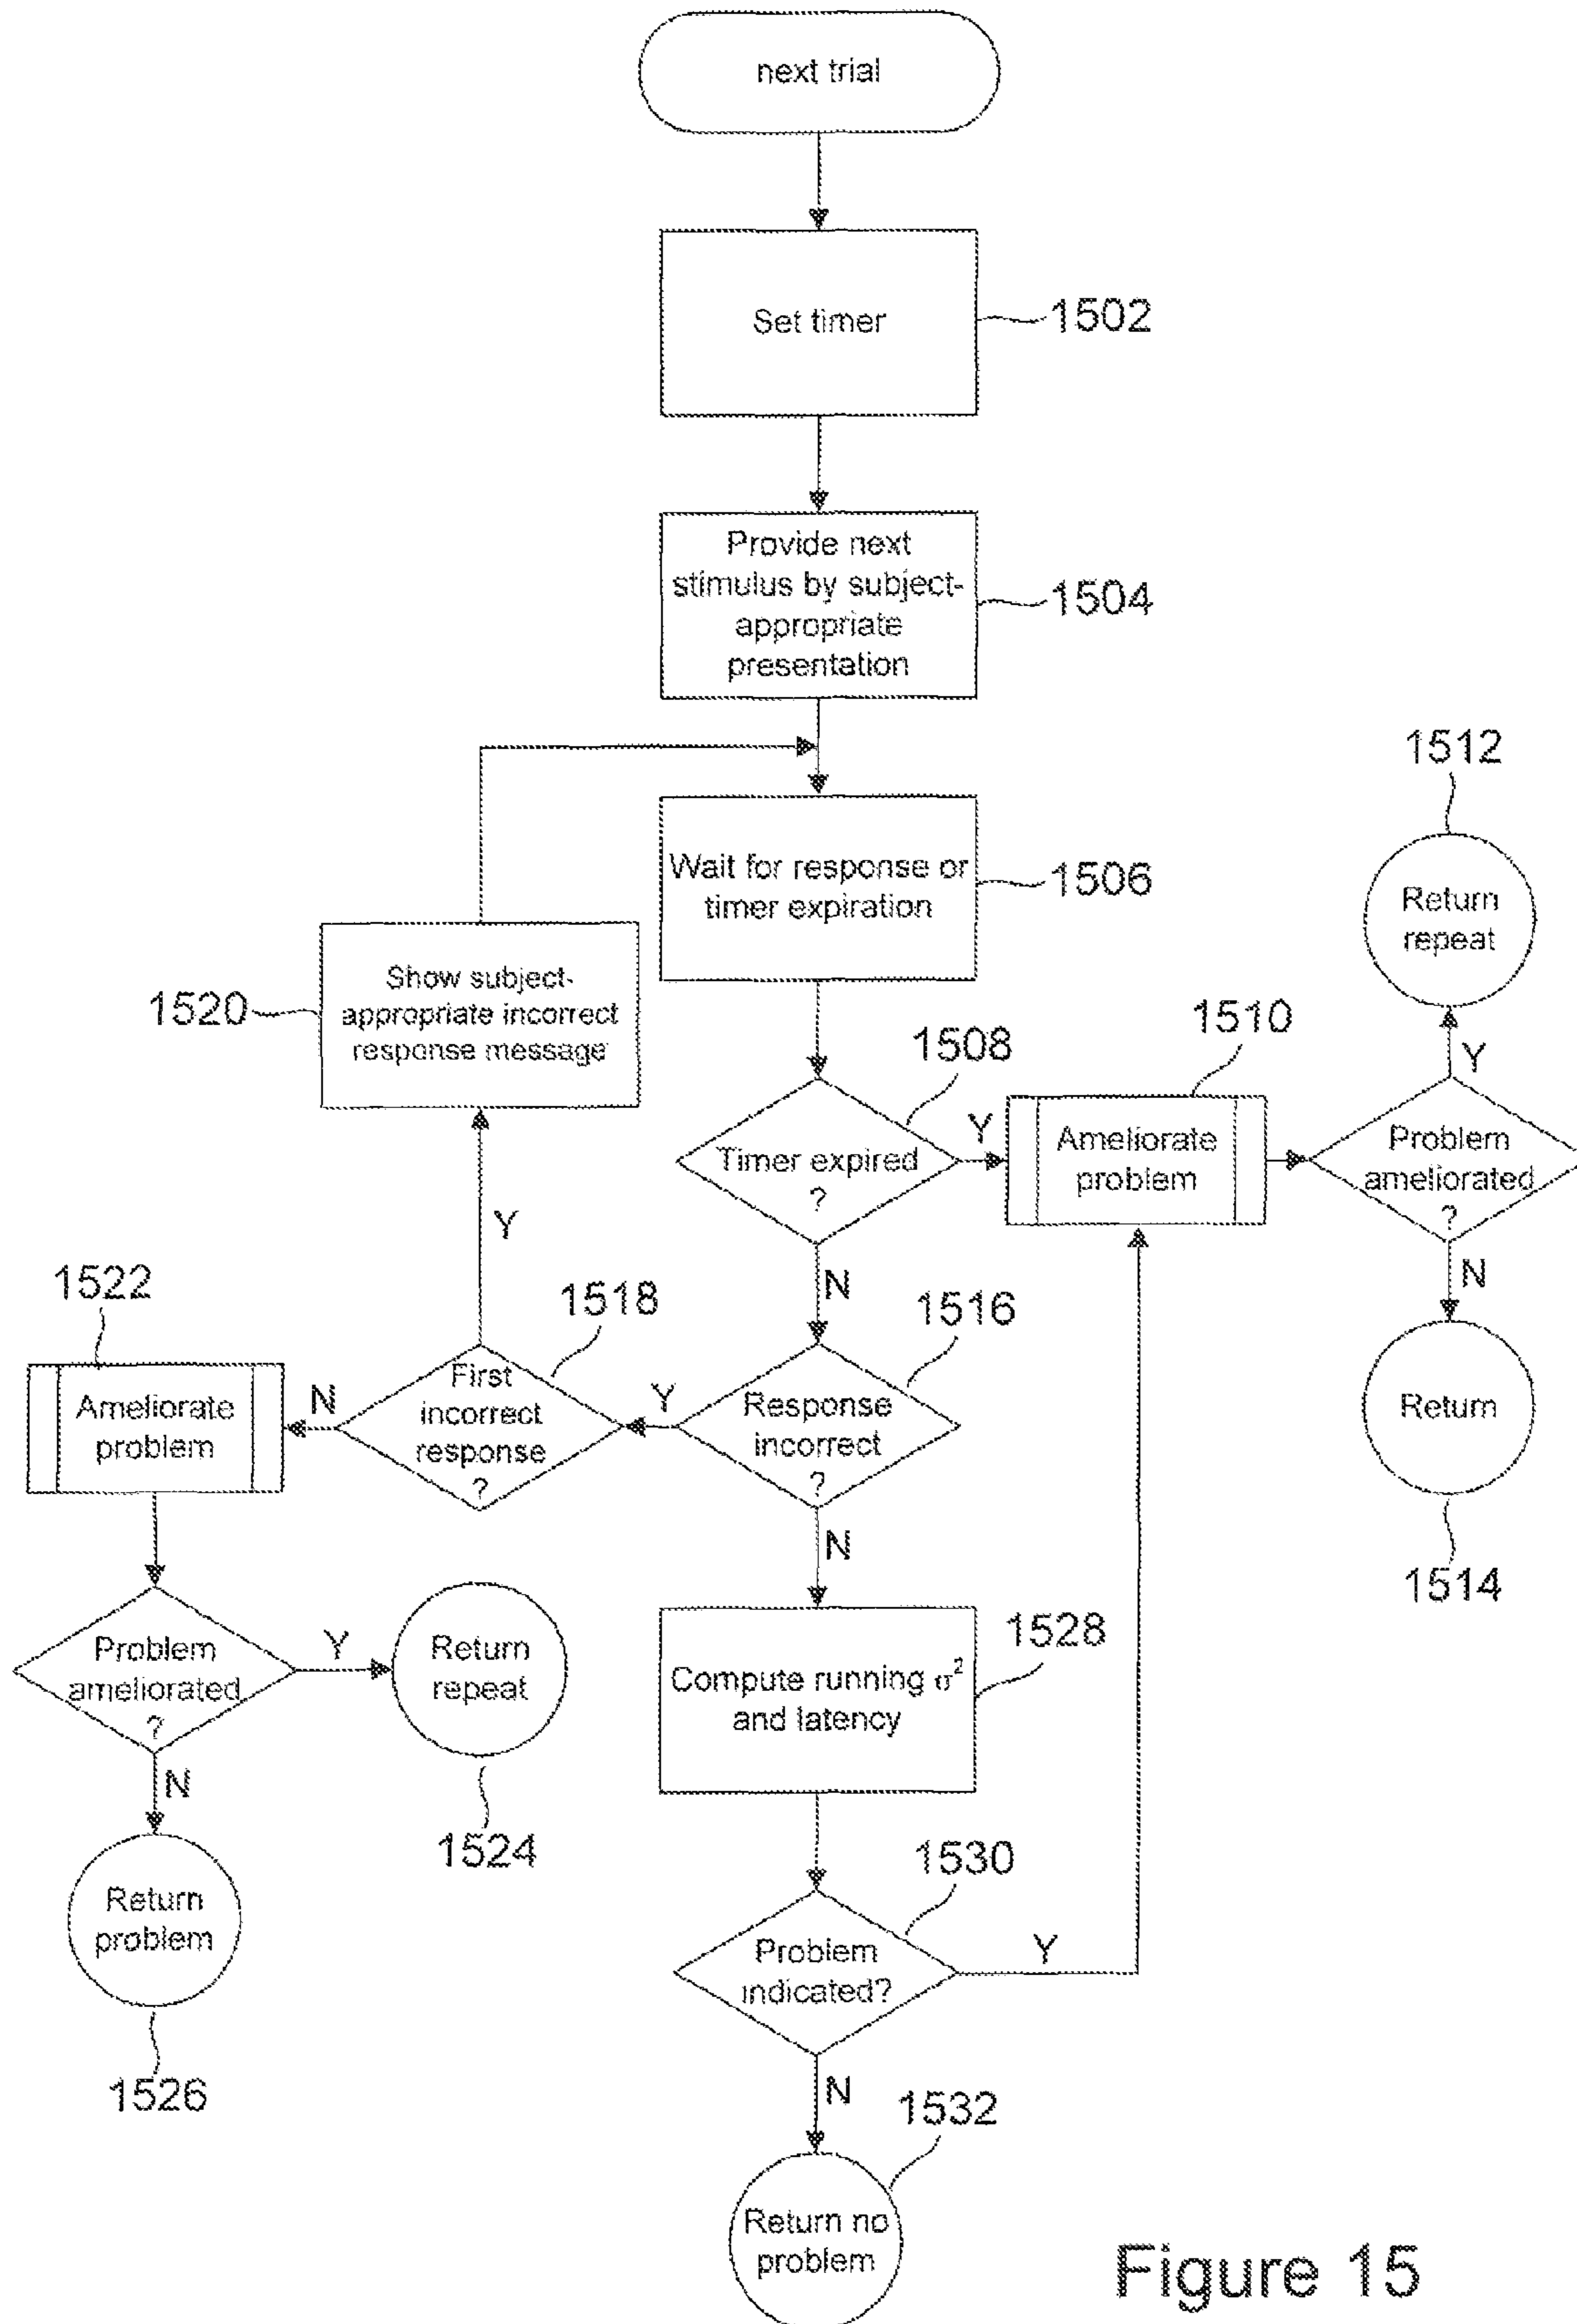 next trial
Set timer
1502
Provide next
stimulus by subject-
appropriate
presentation
1504
Wait for response or
timer expiration
1506
1512
Return
repeat
Show subject-
appropriate incorrect
response message
1520
1508
Timer expired
?
Y
1510
Ameliorate
problem
Y
Problem
ameliorated
?
N
Return
1514
Y
N
1522
Ameliorate
problem
N
1518
First
incorrect
response
?
Y
1516
Response
incorrect
?
N
Problem
ameliorated
?
Y
Return
repeat
1524
N
Return
problem
1526
Compute running σ²
and latency
1528
1530
Problem
indicated?
Y
N
1532
Return no
problem
Figure 15